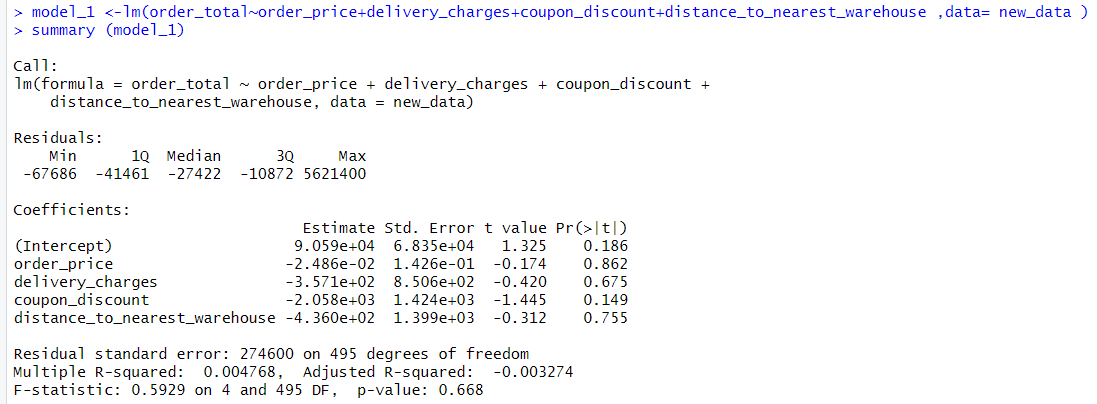 > model_1 <-lm(order_total~order_price+delivery_charges+coupon_discount+distance_to_nearest_warehouse ,data= new_data )
> summary (model_1)
Call:
lm(formula = order_total ~ order_price + delivery_charges + coupon_discount +
    distance_to_nearest_warehouse, data = new_data)
Residuals:
    Min      1Q  Median      3Q     Max
 -67686  -41461  -27422  -10872 5621400
Coefficients:
                                Estimate Std. Error t value Pr(>|t|)
(Intercept)                    9.059e+04  6.835e+04   1.325    0.186
order_price                   -2.486e-02  1.426e-01  -0.174    0.862
delivery_charges              -3.571e+02  8.506e+02  -0.420    0.675
coupon_discount               -2.058e+03  1.424e+03  -1.445    0.149
distance_to_nearest_warehouse -4.360e+02  1.399e+03  -0.312    0.755
Residual standard error: 274600 on 495 degrees of freedom
Multiple R-squared:  0.004768,  Adjusted R-squared:  -0.003274
F-statistic: 0.5929 on 4 and 495 DF,  p-value: 0.668